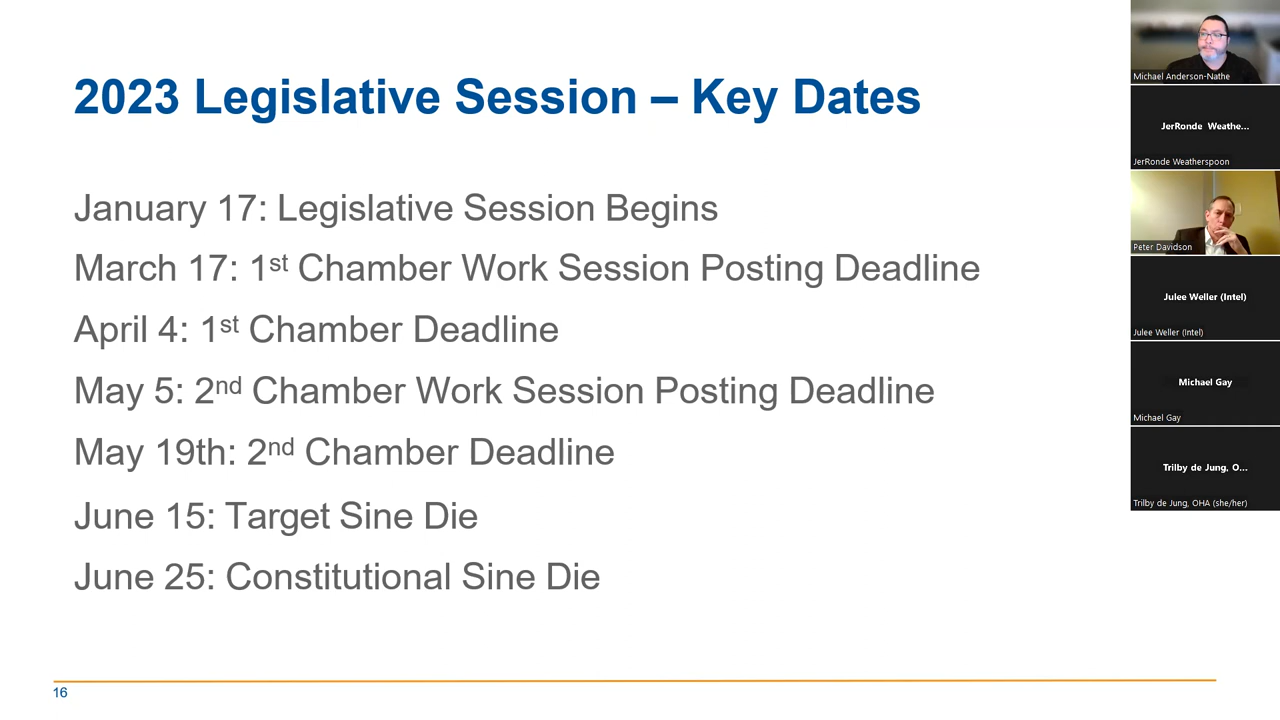 2023 Legislative Session – Key Dates
January 17: Legislative Session Begins
March 17: 1st Chamber Work Session Posting Deadline
April 4: 1st Chamber Deadline
May 5: 2nd Chamber Work Session Posting Deadline
May 19th: 2nd Chamber Deadline
June 15: Target Sine Die
June 25: Constitutional Sine Die
16
Michael Anderson-Nathe
JerRonde Weathe...
JerRonde Weatherspoon
Peter Davidson
Julee Weller (Intel)
Julee Weller (Intel)
Michael Gay
Michael Gay
Trilby de Jung, O...
Trilby de Jung, OHA (she/her)